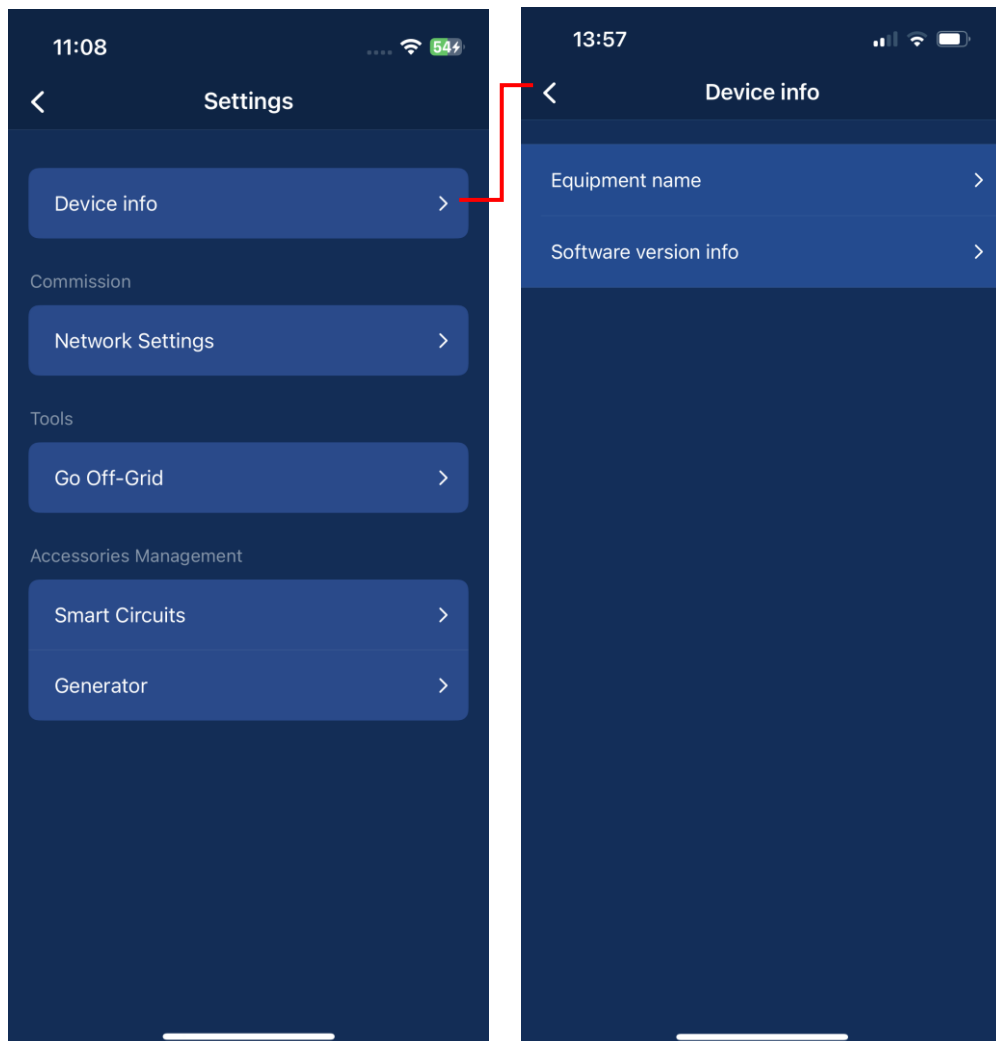 11:08
54
Settings
Device info
Commission
Network Settings
Tools
Go Off-Grid
Accessories Management
Smart Circuits
Generator
13:57
Device info
Equipment name
Software version info